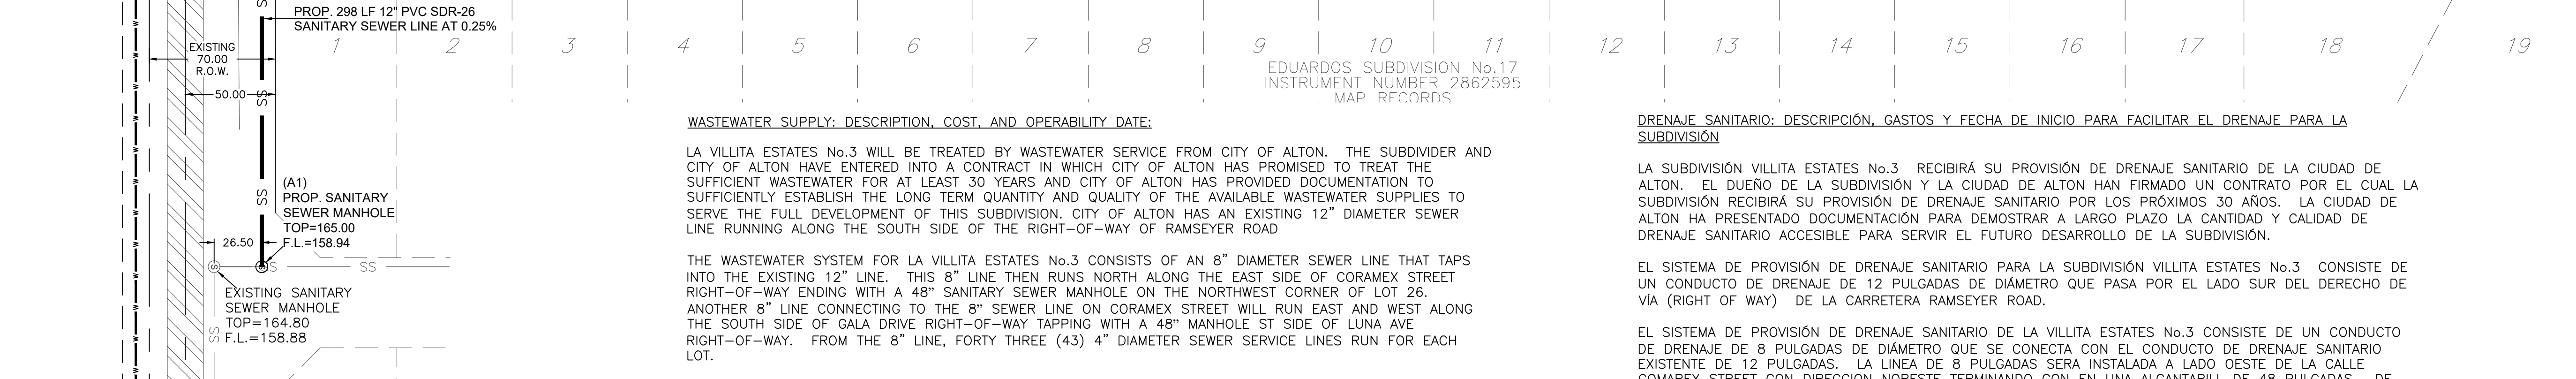 PROP. 298 LF 12" PVC SDR-26
SANITARY SEWER LINE AT 0.25%
EXISTING
70.00
R.O.W.
50.00
SS
SS
SS
1
2
3
4
5
6
7
8
9
10
11
12
13
14
15
16
17
18
19
EDUARDOS SUBDIVISION No.17
INSTRUMENT NUMBER 2862595
MAP RECORDS
(A1)
PROP. SANITARY
SEWER MANHOLE
TOP=165.00
F.L.=158.94
26.50
S
S
SS
EXISTING SANITARY
SEWER MANHOLE
TOP=164.80
F.L.=158.88
SS
W
W
W
W
W
W
WASTEWATER SUPPLY: DESCRIPTION, COST, AND OPERABILITY DATE:
LA VILLITA ESTATES No.3 WILL BE TREATED BY WASTEWATER SERVICE FROM CITY OF ALTON. THE SUBDIVIDER AND
CITY OF ALTON HAVE ENTERED INTO A CONTRACT IN WHICH CITY OF ALTON HAS PROMISED TO TREAT THE
SUFFICIENT WASTEWATER FOR AT LEAST 30 YEARS AND CITY OF ALTON HAS PROVIDED DOCUMENTATION TO
SUFFICIENTLY ESTABLISH THE LONG TERM QUANTITY AND QUALITY OF THE AVAILABLE WASTEWATER SUPPLIES TO
SERVE THE FULL DEVELOPMENT OF THIS SUBDIVISION. CITY OF ALTON HAS AN EXISTING 12" DIAMETER SEWER
LINE RUNNING ALONG THE SOUTH SIDE OF THE RIGHT-OF-WAY OF RAMSEYER ROAD
THE WASTEWATER SYSTEM FOR LA VILLITA ESTATES No.3 CONSISTS OF AN 8" DIAMETER SEWER LINE THAT TAPS
INTO THE EXISTING 12" LINE. THIS 8" LINE THEN RUNS NORTH ALONG THE EAST SIDE OF CORAMEX STREET
RIGHT-OF-WAY ENDING WITH A 48" SANITARY SEWER MANHOLE ON THE NORTHWEST CORNER OF LOT 26.
ANOTHER 8" LINE CONNECTING TO THE 8" SEWER LINE ON CORAMEX STREET WILL RUN EAST AND WEST ALONG
THE SOUTH SIDE OF GALA DRIVE RIGHT-OF-WAY TAPPING WITH A 48" MANHOLE ST SIDE OF LUNA AVE
RIGHT-OF-WAY. FROM THE 8" LINE, FORTY THREE (43) 4" DIAMETER SEWER SERVICE LINES RUN FOR EACH
LOT.
DRENAJE SANITARIO: DESCRIPCIÓN, GASTOS Y FECHA DE INICIO PARA FACILITAR EL DRENAJE PARA LA
SUBDIVISIÓN
LA SUBDIVISIÓN VILLITA ESTATES No.3 RECIBIRÁ SU PROVISIÓN DE DRENAJE SANITARIO DE LA CIUDAD DE
ALTON. EL DUEÑO DE LA SUBDIVISIÓN Y LA CIUDAD DE ALTON HAN FIRMADO UN CONTRATO POR EL CUAL LA
SUBDIVISIÓN RECIBIRÁ SU PROVISIÓN DE DRENAJE SANITARIO POR LOS PRÓXIMOS 30 AÑOS. LA CIUDAD DE
ALTON HA PRESENTADO DOCUMENTACIÓN PARA DEMOSTRAR A LARGO PLAZO LA CANTIDAD Y CALIDAD DE
DRENAJE SANITARIO ACCESIBLE PARA SERVIR EL FUTURO DESARROLLO DE LA SUBDIVISIÓN.
EL SISTEMA DE PROVISIÓN DE DRENAJE SANITARIO PARA LA SUBDIVISIÓN VILLITA ESTATES No.3 CONSISTE DE
UN CONDUCTO DE DRENAJE DE 12 PULGADAS DE DIÁMETRO QUE PASA POR EL LADO SUR DEL DERECHO DE
VÍA (RIGHT OF WAY) DE LA CARRETERA RAMSEYER ROAD.
EL SISTEMA DE PROVISIÓN DE DRENAJE SANITARIO DE LA VILLITA ESTATES No.3 CONSISTE DE UN CONDUCTO
DE DRENAJE DE 8 PULGADAS DE DIÁMETRO QUE SE CONECTA CON EL CONDUCTO DE DRENAJE SANITARIO
EXISTENTE DE 12 PULGADAS. LA LINEA DE 8 PULGADAS SERA INSTALADA A LADO OESTE DE LA CALLE
COMAREX STREET CON DIRECCION NORESTE TERMINANDO CON EN UNA ALCANTARILL DE 48 PULGADAS. DE